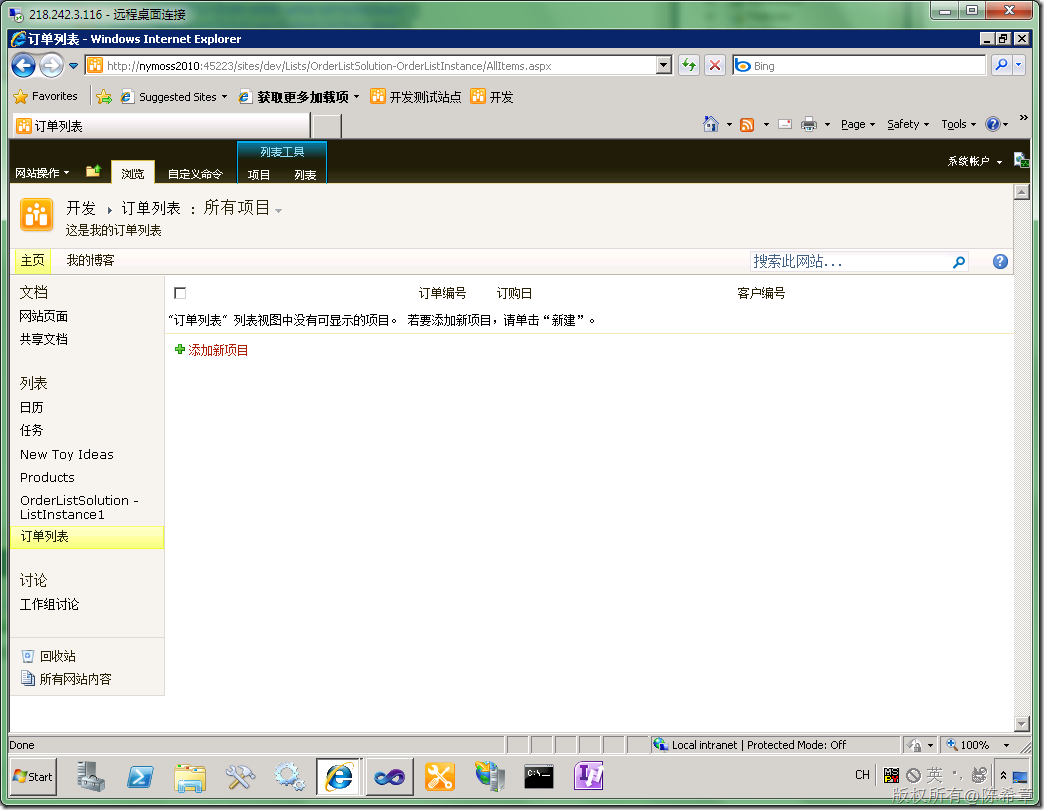 218.242.3.116 - 远程桌面连接
订单列表 - Windows Internet Explorer
http://nymoss2010:45223/sites/dev/Lists/OrderListSolution-OrderListInstance/AllItems.aspx
Bing
Favorites
Suggested Sites
获取更多加载项
开发测试站点
开发
订单列表
Page
Safety
Tools
列表工具
系统帐户
网站操作
浏览
自定义命令
项目
列表
开发 订单列表 : 所有项目
这是我的订单列表
主页
我的博客
搜索此网站...
文档
网站页面
共享文档
列表
日历
任务
New Toy Ideas
Products
OrderListSolution -
ListInstance1
订单列表
讨论
工作组讨论
回收站
所有网站内容
订单编号
订购日
客户编号
“订单列表” 列表视图中没有可显示的项目。 若要添加新项目，请单击“新建”。
添加新项目
Done
Local intranet | Protected Mode: Off
100%
Start
C:\_
CH
英
版权所有@陈希章